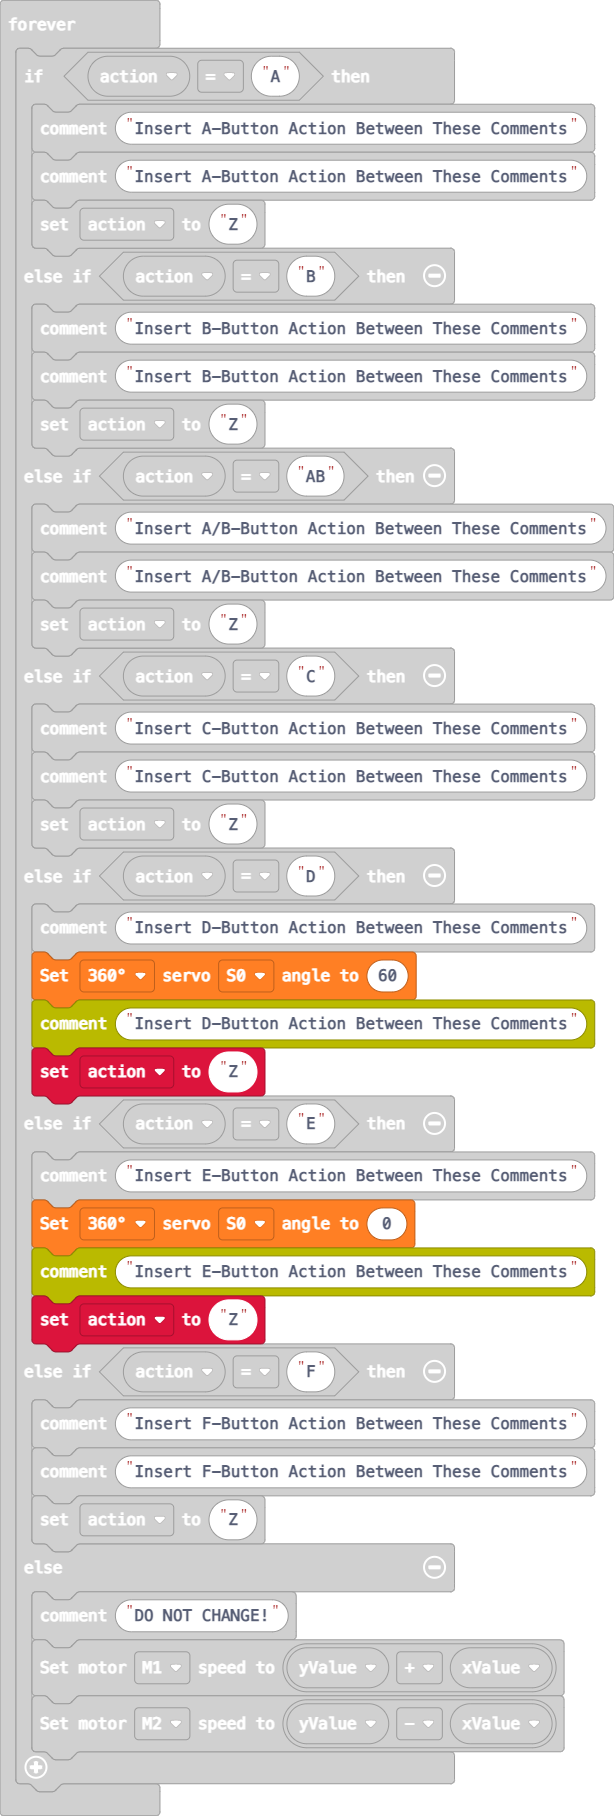 forever
if action = "A" then
comment "Insert A-Button Action Between These Comments"
comment "Insert A-Button Action Between These Comments"
set action to "Z"
else if action = "B" then
comment "Insert B-Button Action Between These Comments"
comment "Insert B-Button Action Between These Comments"
set action to "Z"
else if action = "AB" then
comment "Insert A/B-Button Action Between These Comments"
comment "Insert A/B-Button Action Between These Comments"
set action to "Z"
else if action = "C" then
comment "Insert C-Button Action Between These Comments"
comment "Insert C-Button Action Between These Comments"
set action to "Z"
else if action = "D" then
comment "Insert D-Button Action Between These Comments"
Set 360° servo S0 angle to 60
comment "Insert D-Button Action Between These Comments"
set action to "Z"
else if action = "E" then
comment "Insert E-Button Action Between These Comments"
Set 360° servo S0 angle to 0
comment "Insert E-Button Action Between These Comments"
set action to "Z"
else if action = "F" then
comment "Insert F-Button Action Between These Comments"
comment "Insert F-Button Action Between These Comments"
set action to "Z"
else
comment "DO NOT CHANGE!"
Set motor M1 speed to yValue + xValue
Set motor M2 speed to yValue - xValue